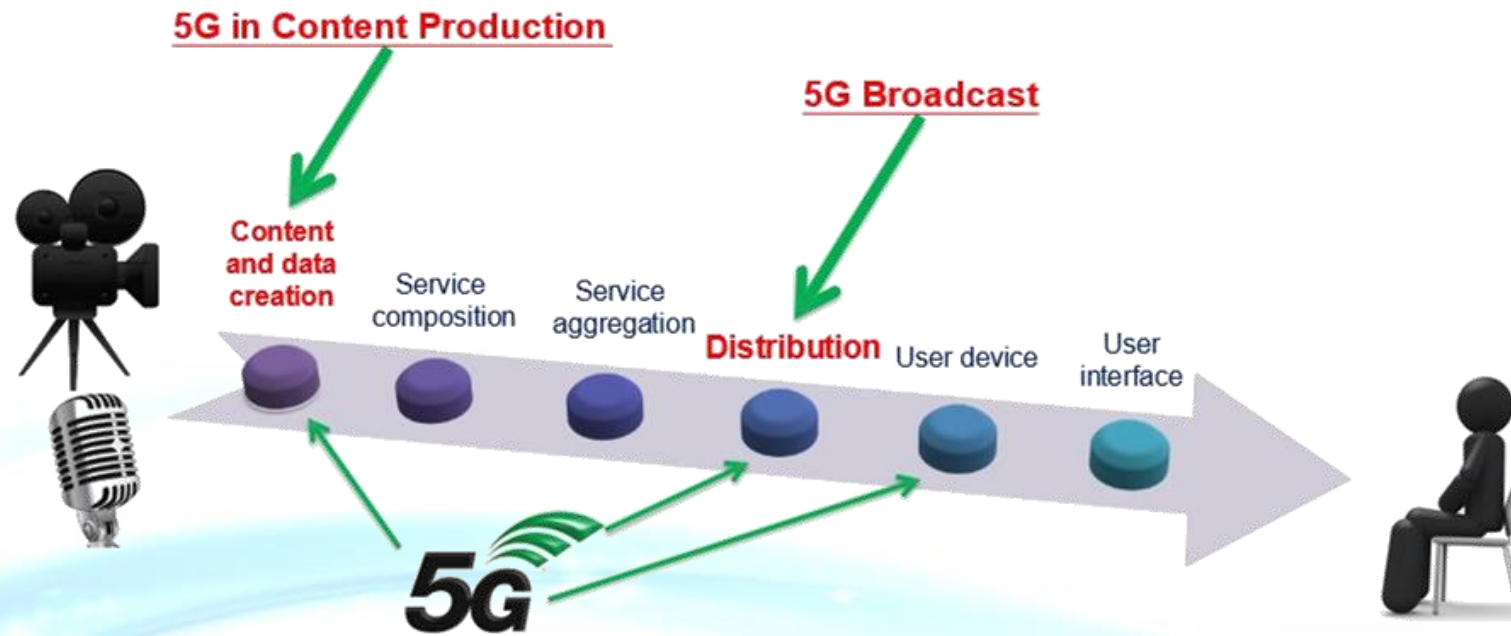 5G in Content Production
5G Broadcast
Content
and data
creation
Service
composition
Service
aggregation
Distribution
User device
User
interface
5G